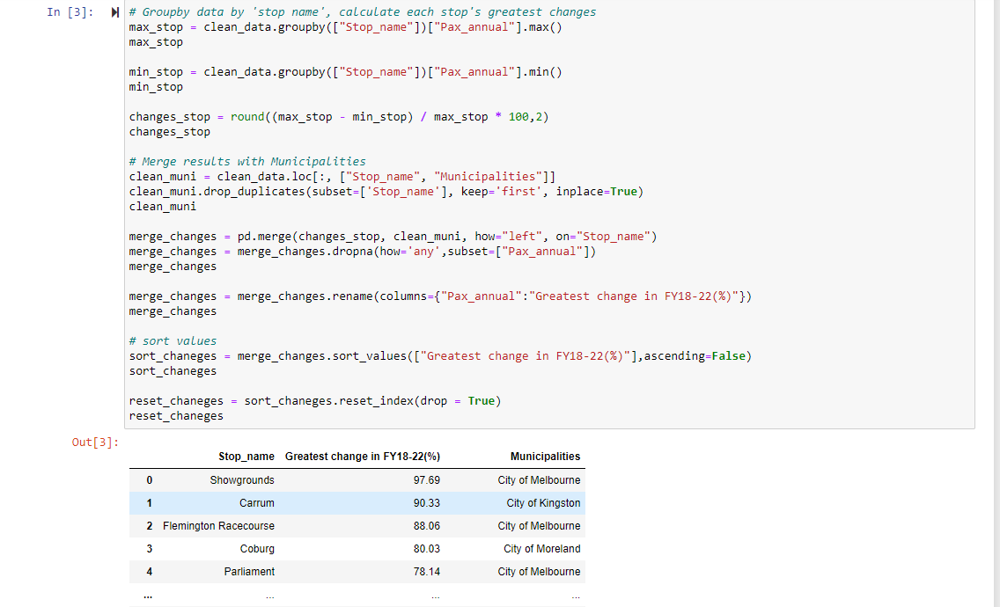 In [3]:
# Groupby data by 'stop name', calculate each stop's greatest changes
max_stop = clean_data.groupby(["Stop_name"])["Pax_annual"].max()
max_stop
min_stop = clean_data.groupby(["Stop_name"])["Pax_annual"].min()
min_stop
changes_stop = round((max_stop - min_stop) / max_stop * 100,2)
changes_stop
# Merge results with Municipalities
clean_muni = clean_data.loc[:, ["Stop_name", "Municipalities"]]
clean_muni.drop_duplicates(subset=['Stop_name'], keep='first', inplace=True)
clean_muni
merge_changes = pd.merge(changes_stop, clean_muni, how="left", on="Stop_name")
merge_changes = merge_changes.dropna(how='any',subset=["Pax_annual"])
merge_changes
merge_changes = merge_changes.rename(columns={"Pax_annual":"Greatest change in FY18-22(%)"})
merge_changes
# sort values
sort_chaneges = merge_changes.sort_values(["Greatest change in FY18-22(%)"],ascending=False)
sort_chaneges
reset_chaneges = sort_chaneges.reset_index(drop = True)
reset_chaneges
Out[3]:
Stop_name Greatest change in FY18-22(%) Municipalities
0 Showgrounds 97.69 City of Melbourne
1 Carrum 90.33 City of Kingston
2 Flemington Racecourse 88.06 City of Melbourne
3 Coburg 80.03 City of Moreland
4 Parliament 78.14 City of Melbourne
... ... ... ...